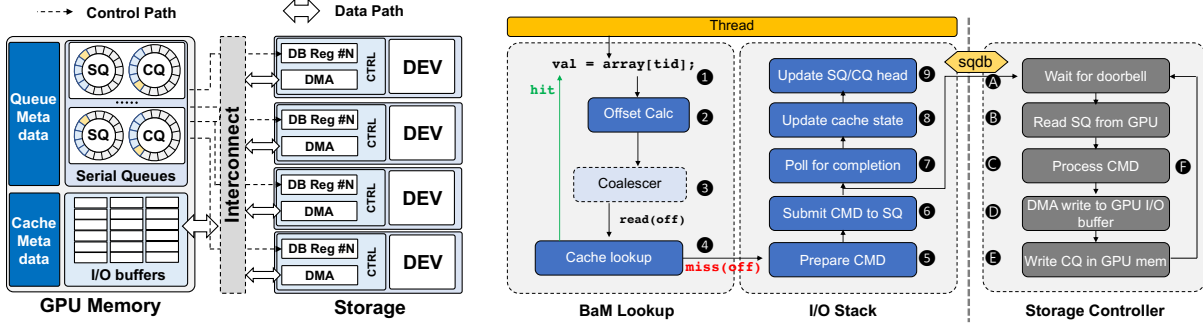 Control Path
Data Path
Queue
Meta
data
SQ
CQ
.....
SQ
CQ
Serial Queues
Cache
Meta
data
I/O buffers
GPU Memory
Interconnect
DB Reg #N
DMA
CTRL
DEV
DB Reg #N
DMA
CTRL
DEV
DB Reg #N
DMA
CTRL
DEV
DB Reg #N
DMA
CTRL
DEV
Storage
Thread
val = array[tid];
1
hit
Offset Calc
2
Coalescer
3
read(off)
Cache lookup
4
miss(off)
BaM Lookup
Update SQ/CQ head
9
Update cache state
8
Poll for completion
7
Submit CMD to SQ
6
Prepare CMD
5
I/O Stack
sqdb
A
Wait for doorbell
B
Read SQ from GPU
C
Process CMD
F
D
DMA write to GPU I/O
buffer
E
Write CQ in GPU mem
Storage Controller